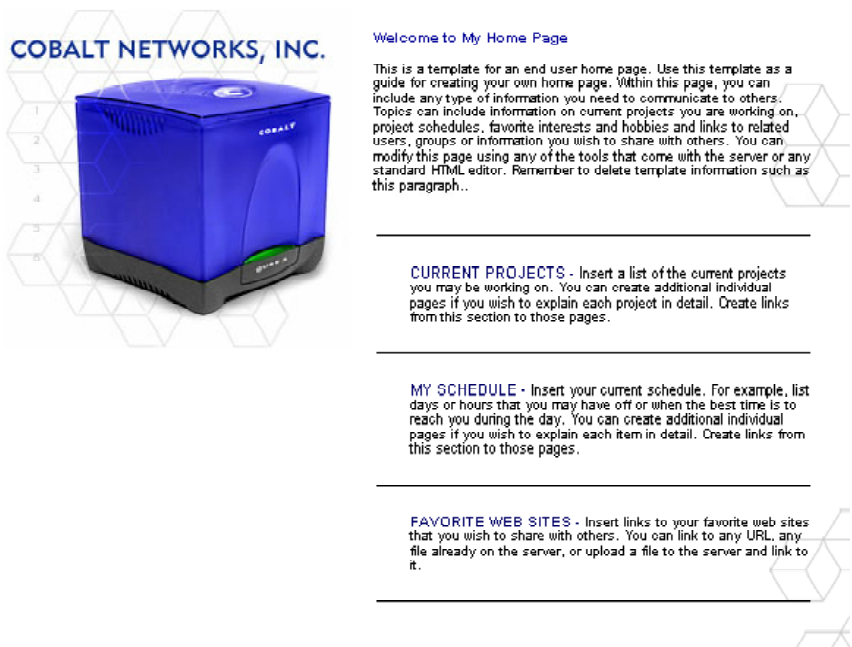 COBALT NETWORKS, INC.
1
2
3
4
5
6
COBALT
Welcome to My Home Page
This is a template for an end user home page. Use this template as a
guide for creating your own home page. Within this page, you can
include any type of information you need to communicate to others.
Topics can include information on current projects you are working on,
project schedules, favorite interests and hobbies and links to related
users, groups or information you wish to share with others. You can
modify this page using any of the tools that come with the server or any
standard HTML editor. Remember to delete template information such as
this paragraph..
CURRENT PROJECTS - Insert a list of the current projects
you may be working on. You can create additional individual
pages if you wish to explain each project in detail. Create links
from this section to those pages.
MY SCHEDULE - Insert your current schedule. For example, list
days or hours that you may have off or when the best time is to
reach you during the day. You can create additional individual
pages if you wish to explain each item in detail. Create links from
this section to those pages.
FAVORITE WEB SITES - Insert links to your favorite web sites
that you wish to share with others. You can link to any URL, any
file already on the server, or upload a file to the server and link to
it.